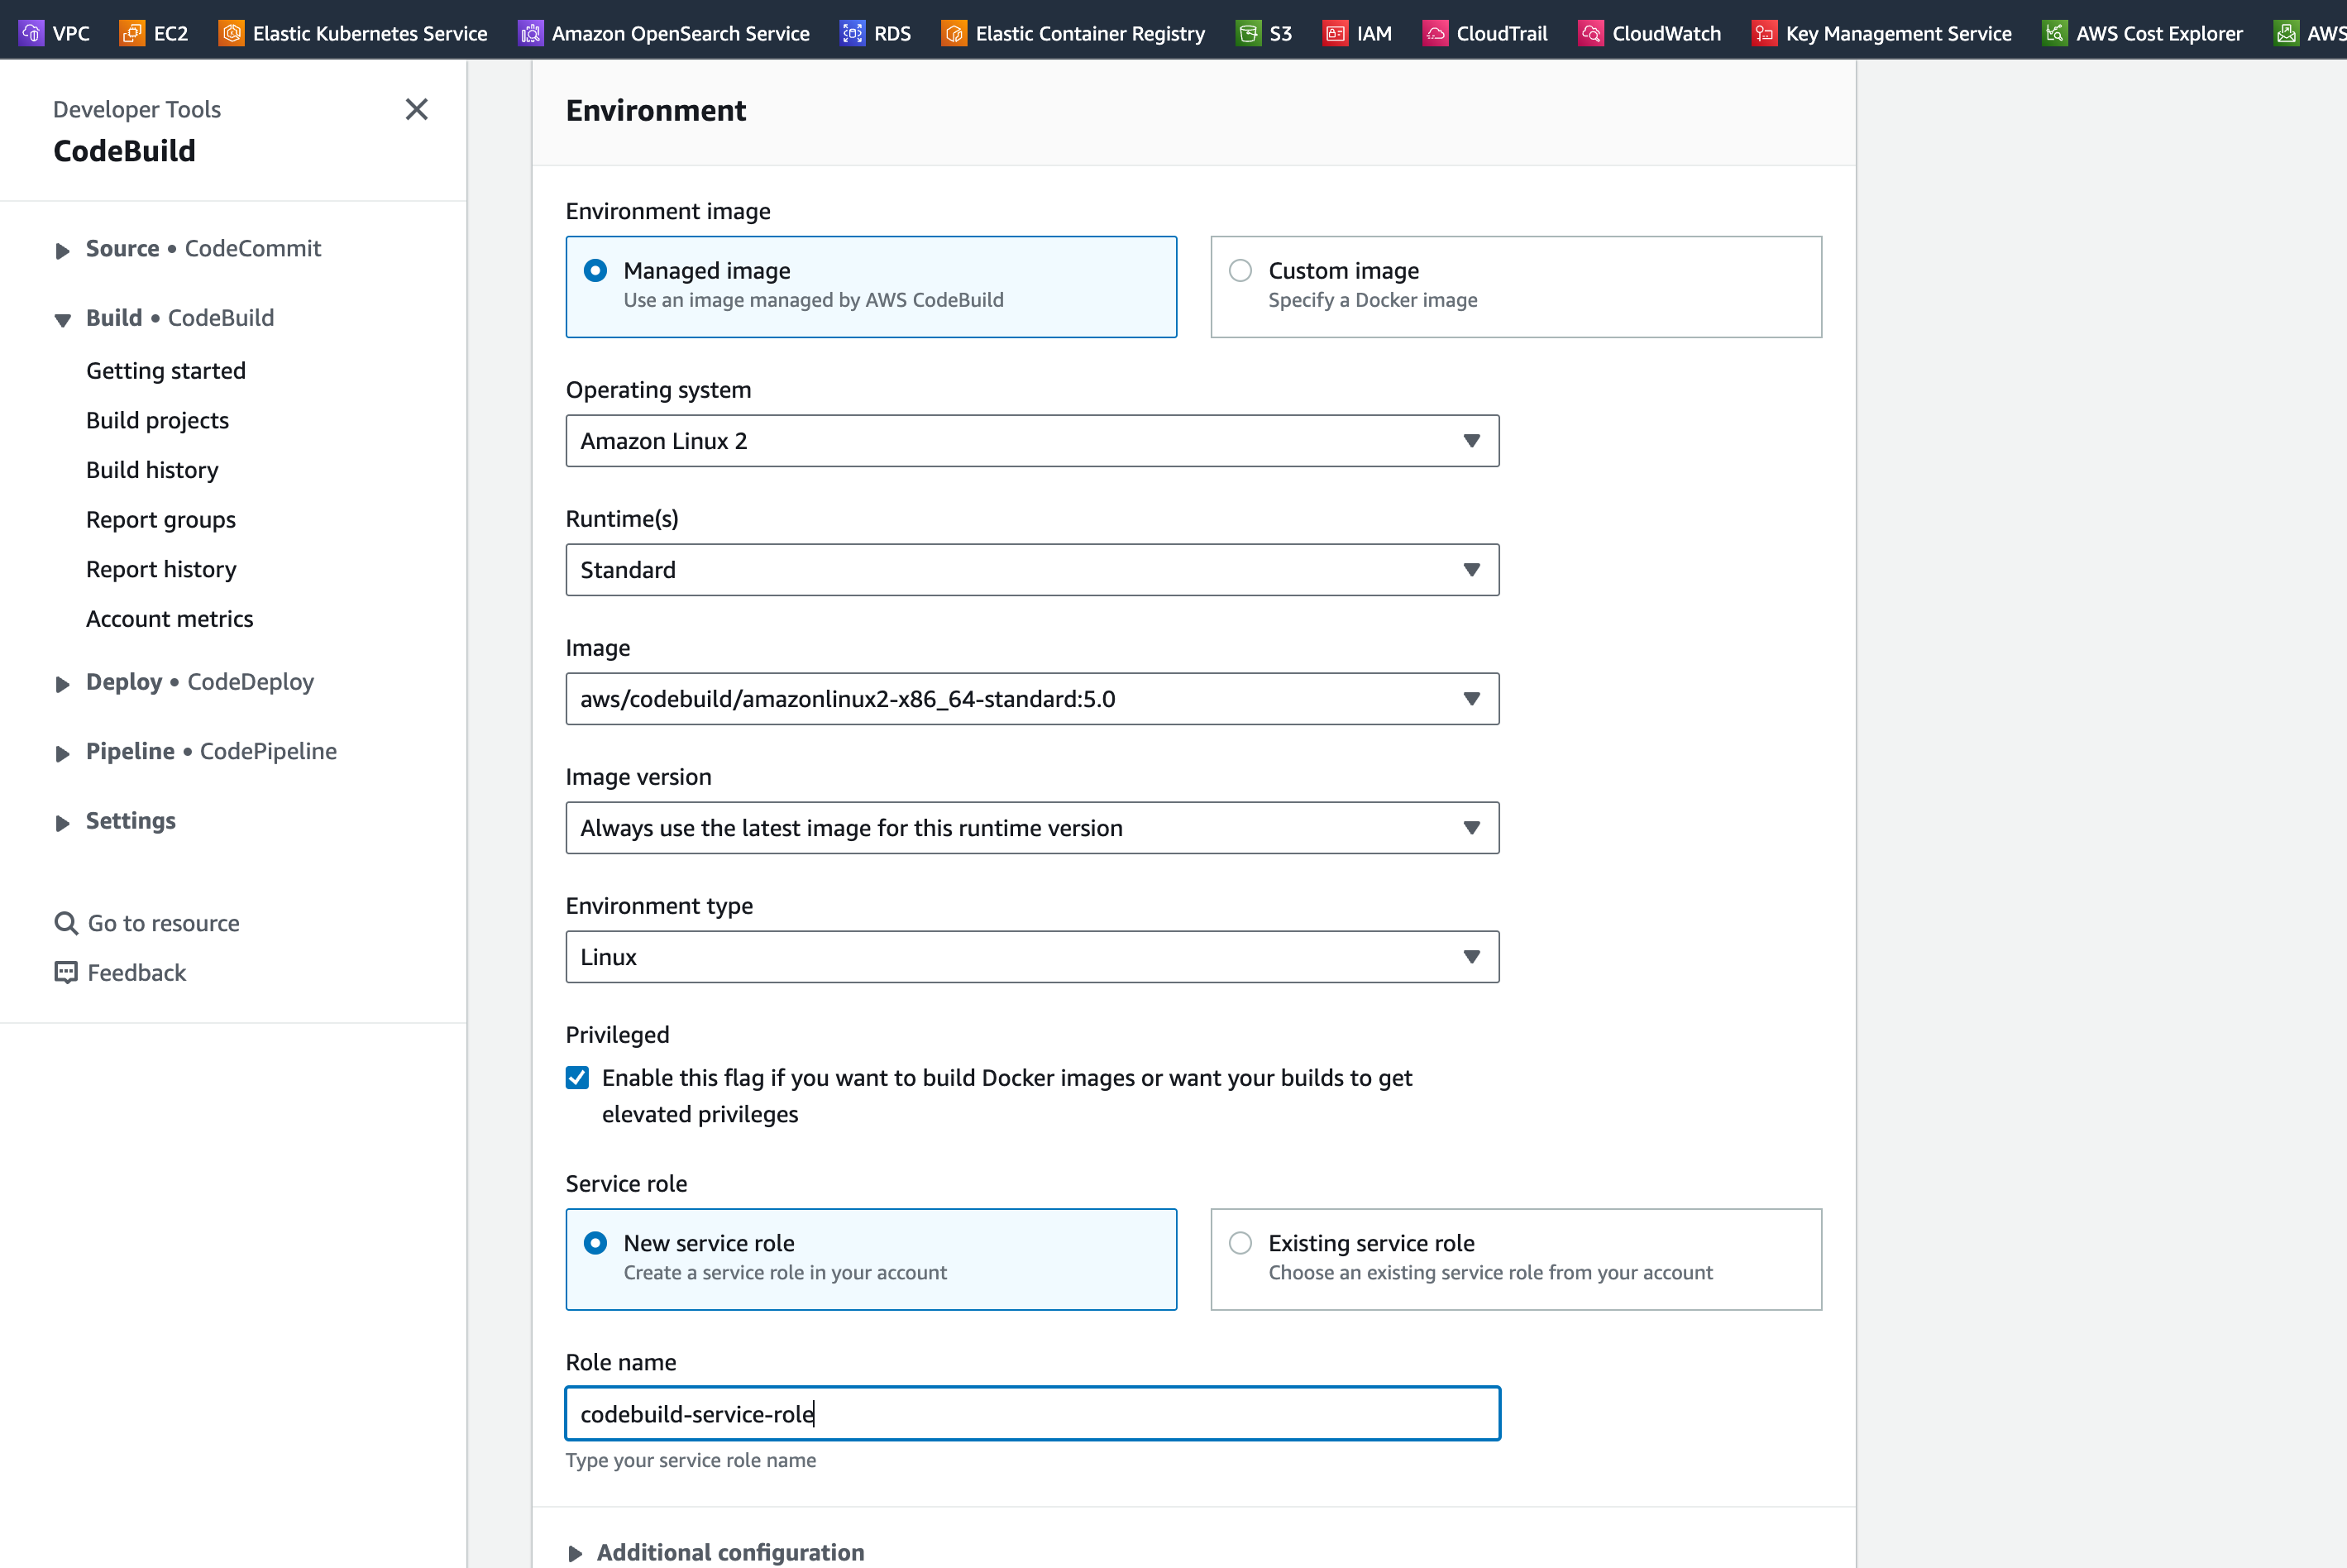 VPC EC2 Elastic Kubernetes Service Amazon OpenSearch Service RDS Elastic Container Registry S3 IAM CloudTrail CloudWatch Key Management Service AWS Cost Explorer AWS
Developer Tools
CodeBuild
Source • CodeCommit
Build • CodeBuild
Getting started
Build projects
Build history
Report groups
Report history
Account metrics
Deploy • CodeDeploy
Pipeline • CodePipeline
Settings
Go to resource
Feedback
Environment
Environment image
Managed image
Use an image managed by AWS CodeBuild
Custom image
Specify a Docker image
Operating system
Amazon Linux 2
Runtime(s)
Standard
Image
aws/codebuild/amazonlinux2-x86_64-standard:5.0
Image version
Always use the latest image for this runtime version
Environment type
Linux
Privileged
Enable this flag if you want to build Docker images or want your builds to get
elevated privileges
Service role
New service role
Create a service role in your account
Existing service role
Choose an existing service role from your account
Role name
codebuild-service-role
Type your service role name
Additional configuration